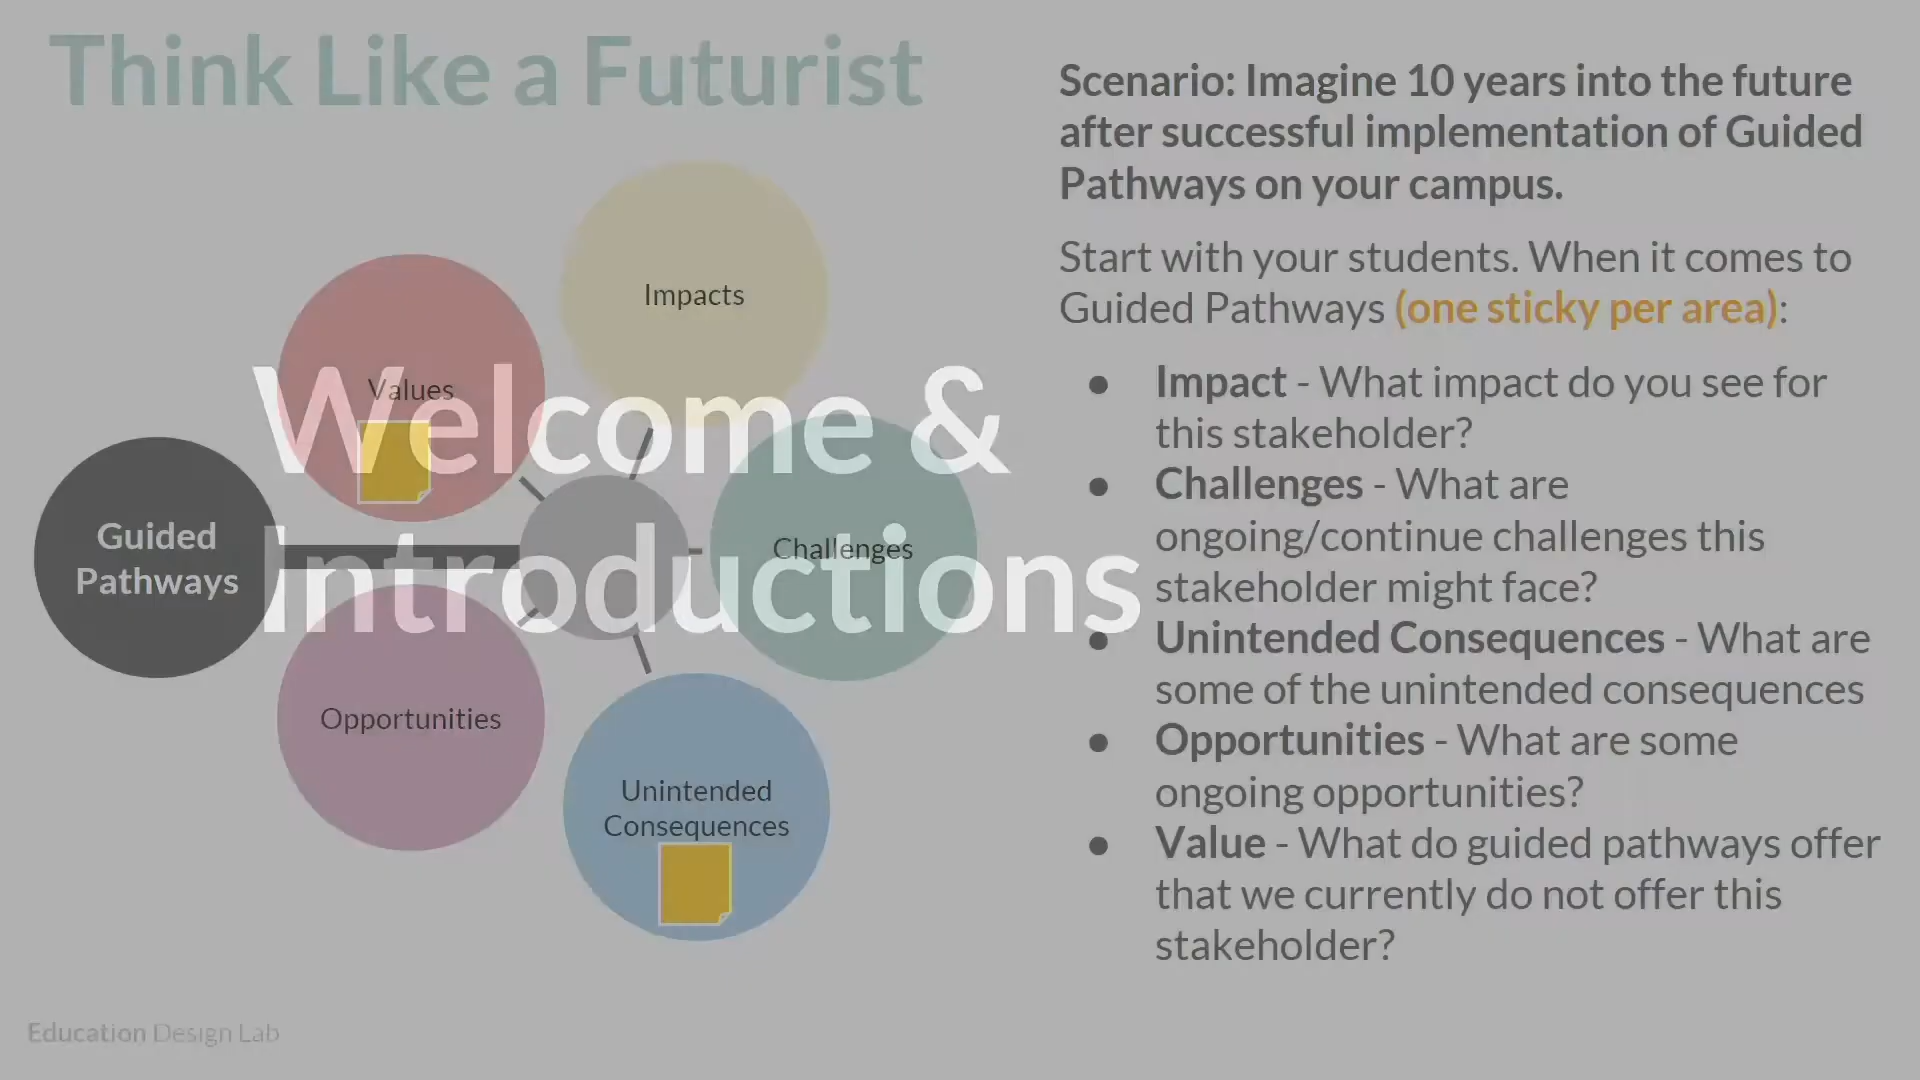 Think Like a Futurist
Scenario: Imagine 10 years into the future
after successful implementation of Guided
Pathways on your campus.
Start with your students. When it comes to
Guided Pathways (one sticky per area):
● Impact - What impact do you see for
this stakeholder?
● Challenges - What are
ongoing/continue challenges this
stakeholder might face?
● Unintended Consequences - What are
some of the unintended consequences
● Opportunities - What are some
ongoing opportunities?
● Value - What do guided pathways offer
that we currently do not offer this
stakeholder?
Impacts
Values
Welcome &
Introductions
Guided
Pathways
Challenges
Opportunities
Unintended
Consequences
Education Design Lab